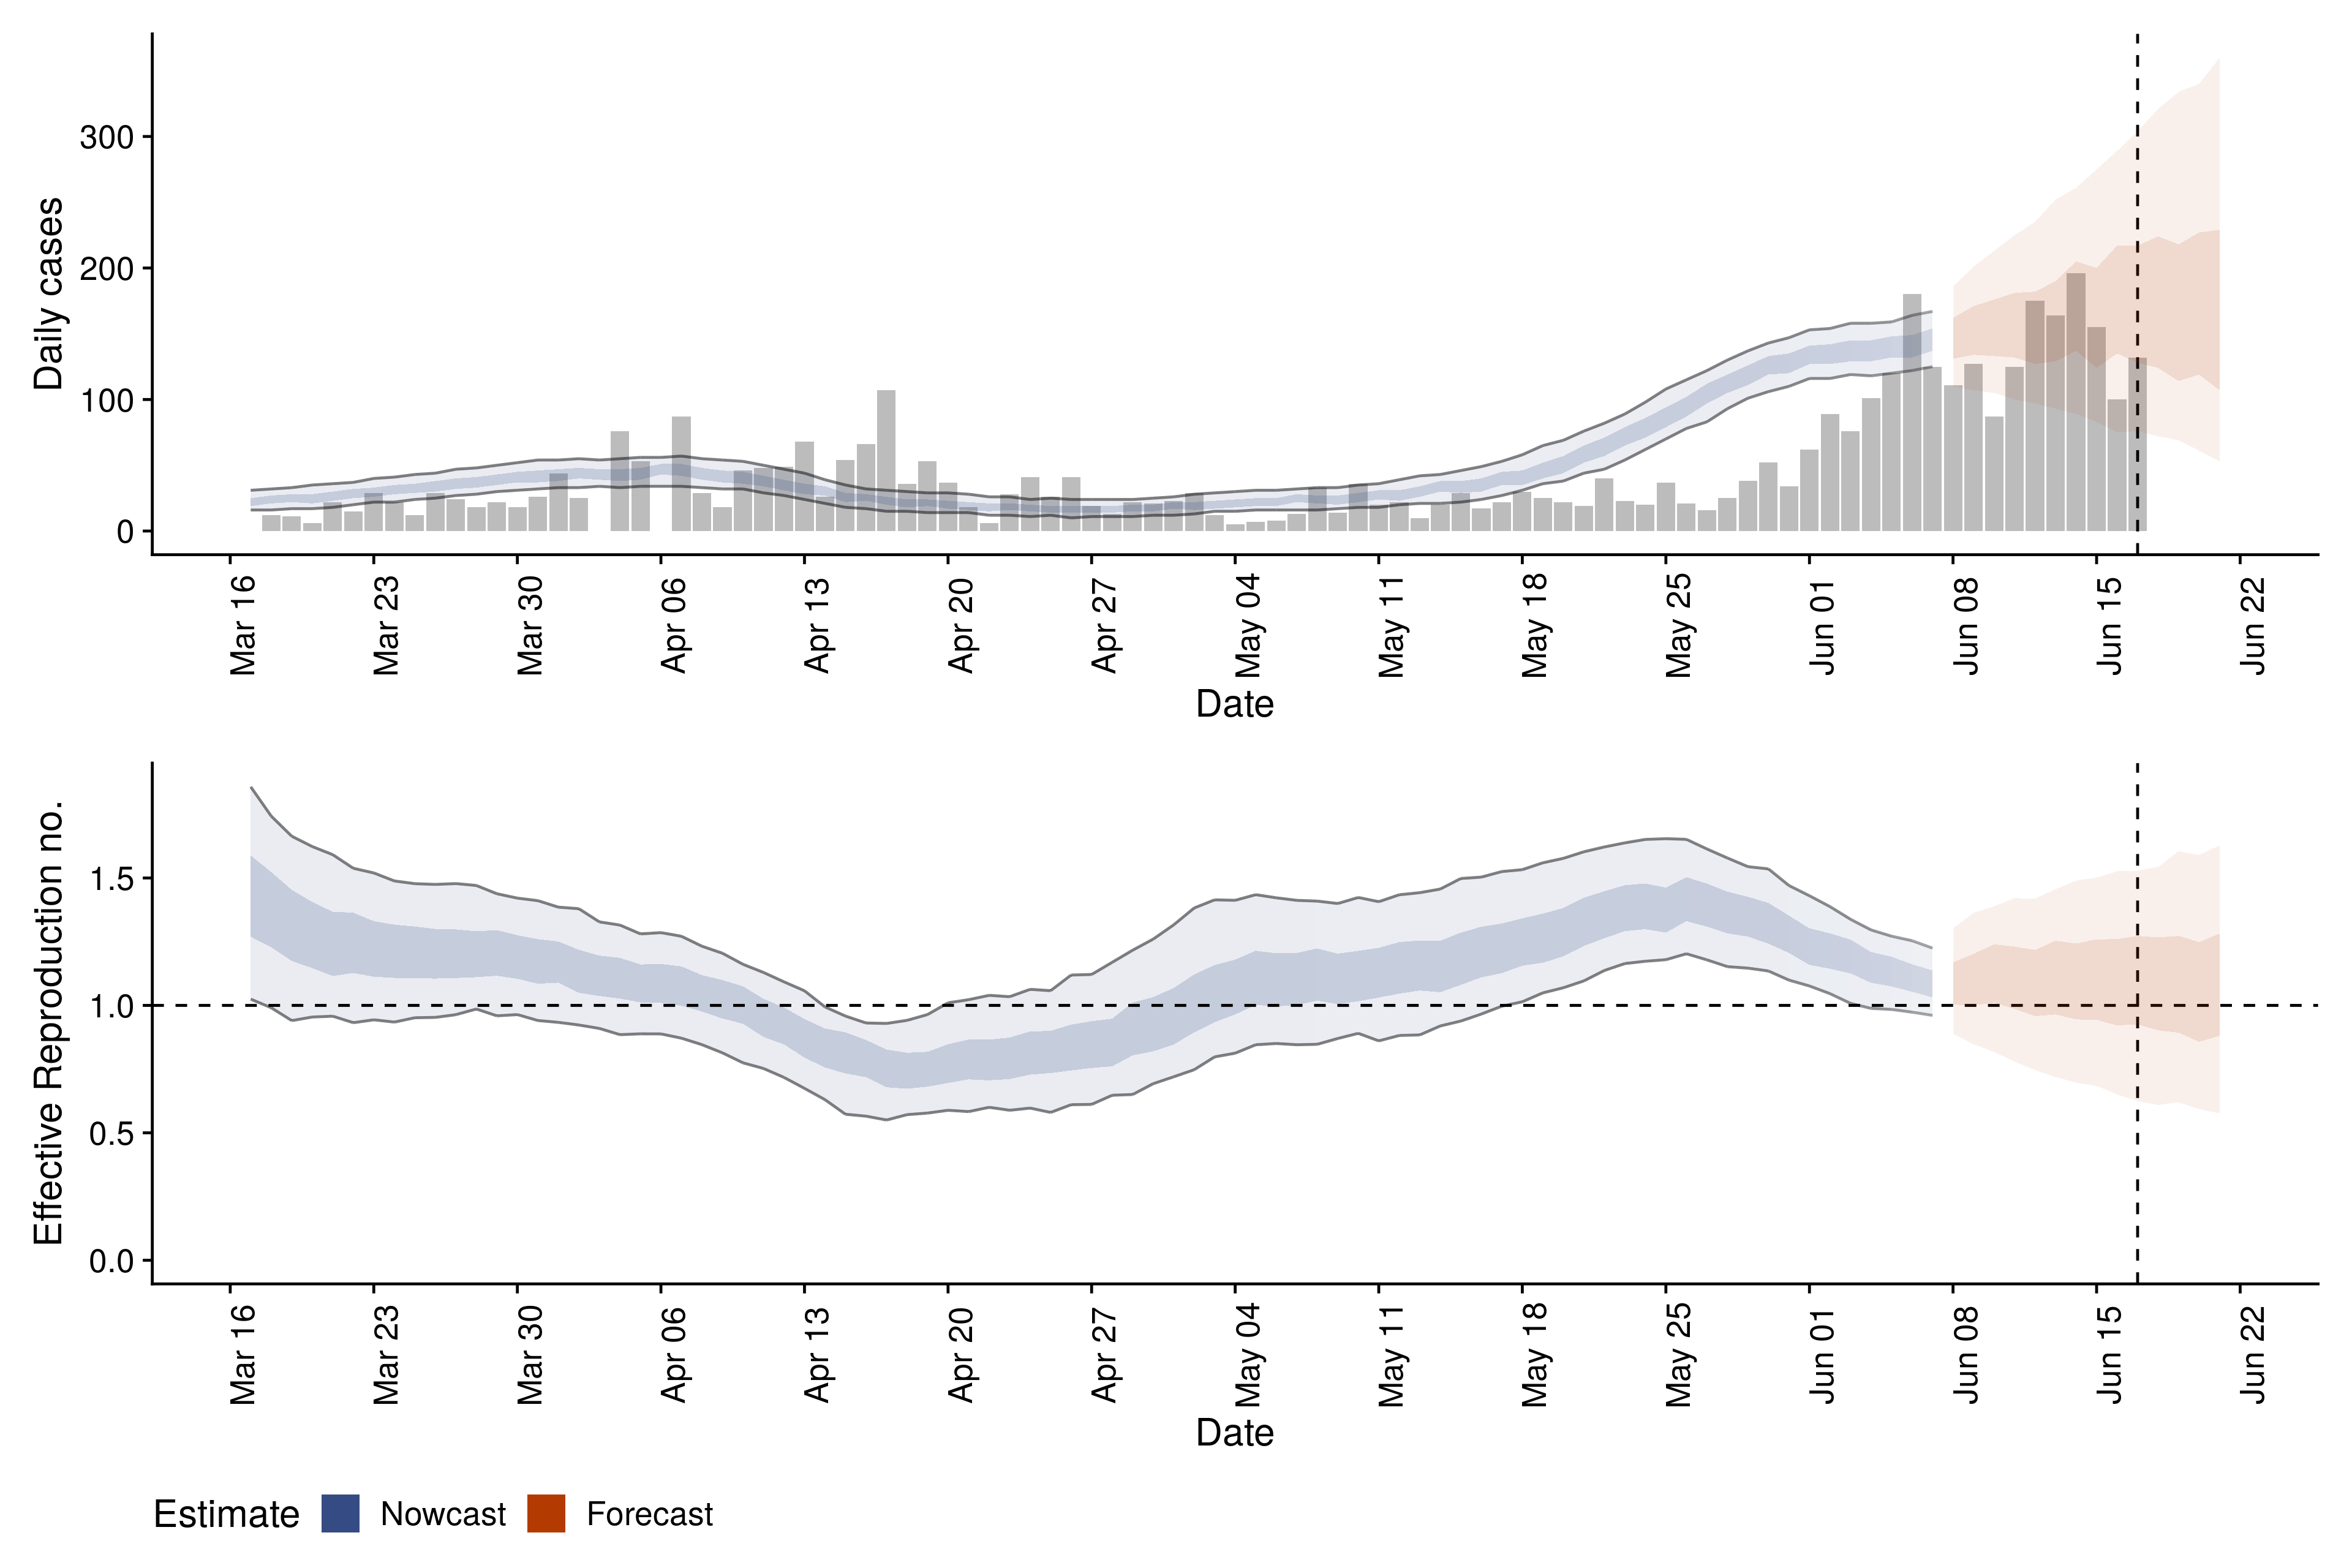 Daily cases
300
200
100
0
Mar 16
Mar 23
Mar 30
Apr 06
Apr 13
Apr 20
Apr 27
May 04
May 11
May 18
May 25
Jun 01
Jun 08
Jun 15
Jun 22
Date
Effective Reproduction no.
1.5
1.0
0.5
0.0
Mar 16
Mar 23
Mar 30
Apr 06
Apr 13
Apr 20
Apr 27
May 04
May 11
May 18
May 25
Jun 01
Jun 08
Jun 15
Jun 22
Date
Estimate Nowcast Forecast